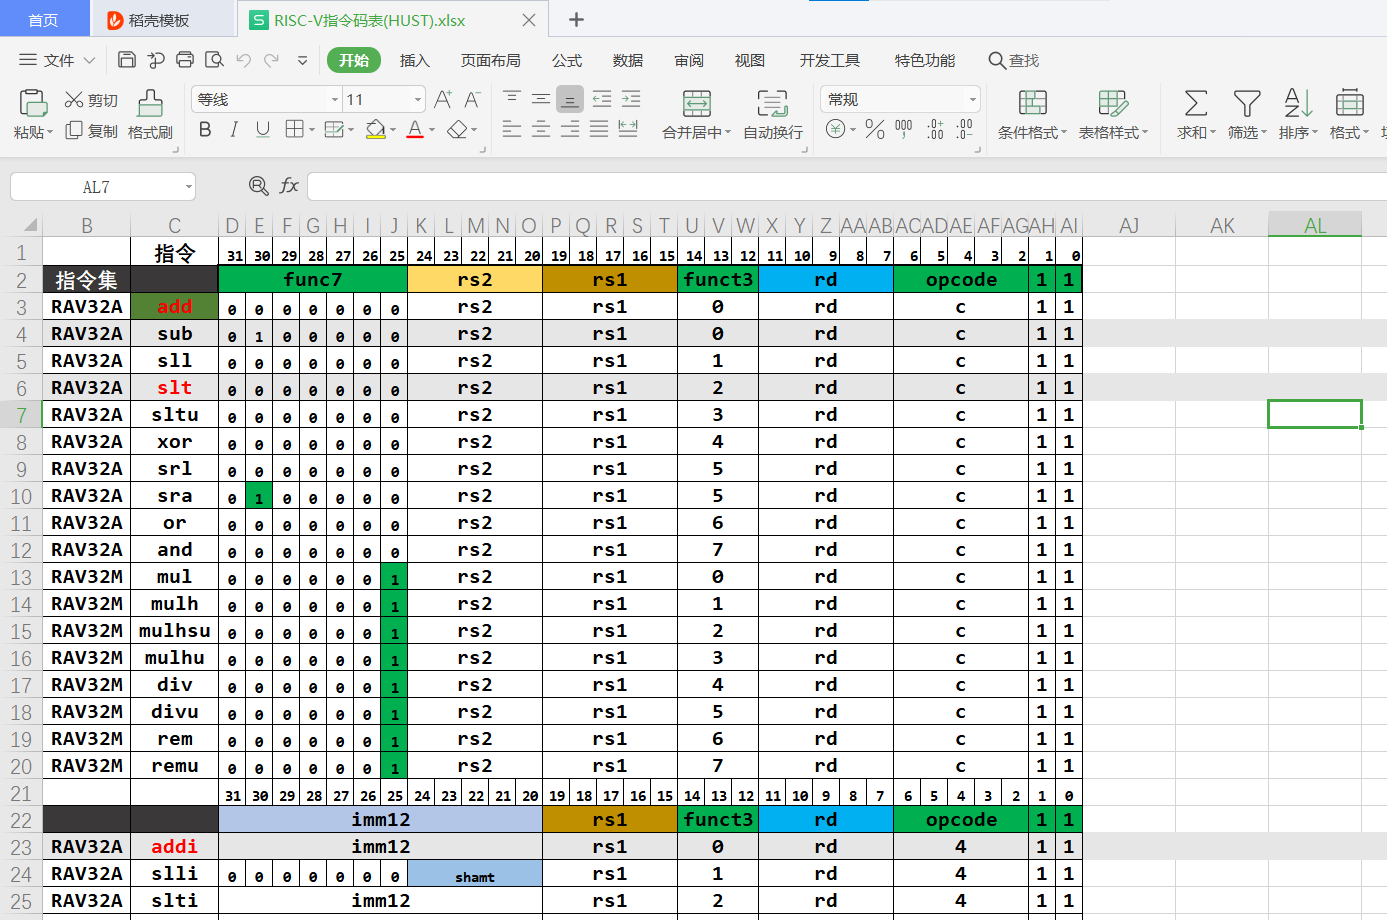 首页 稻壳模板 S RISC-V指令码表(HUST).xlsx
文件 开始 插入 页面布局 公式 数据 审阅 视图 开发工具 特色功能 查找
剪切 等线 11 A+ A- 常规
粘贴 复制 格式刷 B I U A 合并居中 自动换行 条件格式 表格样式 求和 筛选 排序 格式
AL7 fx
B C D E F G H I J K L M N O P Q R S T U V W X Y Z AA AB AC AD AE AF AG AH AI AJ AK AL
1 指令 31 30 29 28 27 26 25 24 23 22 21 20 19 18 17 16 15 14 13 12 11 10 9 8 7 6 5 4 3 2 1 0
2 指令集 func7 rs2 rs1 funct3 rd opcode 1 1
3 RAV32A add 0 0 0 0 0 0 0 rs2 rs1 0 rd c 1 1
4 RAV32A sub 0 1 0 0 0 0 0 rs2 rs1 0 rd c 1 1
5 RAV32A sll 0 0 0 0 0 0 0 rs2 rs1 1 rd c 1 1
6 RAV32A slt 0 0 0 0 0 0 0 rs2 rs1 2 rd c 1 1
7 RAV32A sltu 0 0 0 0 0 0 0 rs2 rs1 3 rd c 1 1
8 RAV32A xor 0 0 0 0 0 0 0 rs2 rs1 4 rd c 1 1
9 RAV32A srl 0 0 0 0 0 0 0 rs2 rs1 5 rd c 1 1
10 RAV32A sra 0 1 0 0 0 0 0 rs2 rs1 5 rd c 1 1
11 RAV32A or 0 0 0 0 0 0 0 rs2 rs1 6 rd c 1 1
12 RAV32A and 0 0 0 0 0 0 0 rs2 rs1 7 rd c 1 1
13 RAV32M mul 0 0 0 0 0 0 1 rs2 rs1 0 rd c 1 1
14 RAV32M mulh 0 0 0 0 0 0 1 rs2 rs1 1 rd c 1 1
15 RAV32M mulhsu 0 0 0 0 0 0 1 rs2 rs1 2 rd c 1 1
16 RAV32M mulhu 0 0 0 0 0 0 1 rs2 rs1 3 rd c 1 1
17 RAV32M div 0 0 0 0 0 0 1 rs2 rs1 4 rd c 1 1
18 RAV32M divu 0 0 0 0 0 0 1 rs2 rs1 5 rd c 1 1
19 RAV32M rem 0 0 0 0 0 0 1 rs2 rs1 6 rd c 1 1
20 RAV32M remu 0 0 0 0 0 0 1 rs2 rs1 7 rd c 1 1
21 31 30 29 28 27 26 25 24 23 22 21 20 19 18 17 16 15 14 13 12 11 10 9 8 7 6 5 4 3 2 1 0
22 imm12 rs1 funct3 rd opcode 1 1
23 RAV32A addi imm12 rs1 0 rd 4 1 1
24 RAV32A slli 0 0 0 0 0 0 0 shamt rs1 1 rd 4 1 1
25 RAV32A slti imm12 rs1 2 rd 4 1 1